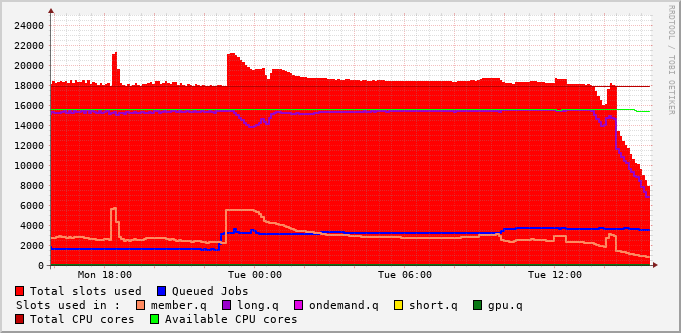 RRDTOOL / TOBI OETIKER
24000
22000
20000
18000
16000
14000
12000
10000
8000
6000
4000
2000
0
Mon 18:00 Tue 00:00 Tue 06:00 Tue 12:00
Total slots used Queued Jobs
Slots used in : member.q long.q ondemand.q short.q gpu.q
Total CPU cores Available CPU cores